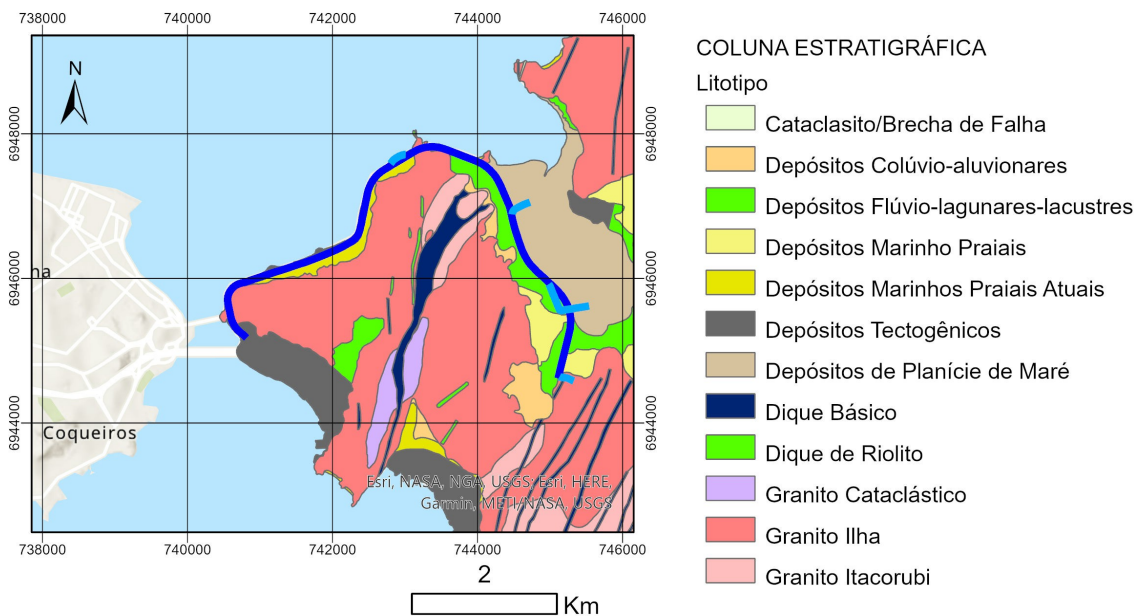 738000 740000 742000 744000 746000
N
6948000 6948000
6946000 6946000
6944000 6944000
na
Coqueiros
Esri, NASA, NGA, USGS; Esri, HERE,
Garmin, METI/NASA, USGS
738000 740000 742000 744000 746000
2
Km
COLUNA ESTRATIGRÁFICA
Litotipo
Cataclasito/Brecha de Falha
Depósitos Colúvio-aluvionares
Depósitos Flúvio-lagunares-lacustres
Depósitos Marinho Praiais
Depósitos Marinhos Praiais Atuais
Depósitos Tectogênicos
Depósitos de Planície de Maré
Dique Básico
Dique de Riolito
Granito Cataclástico
Granito Ilha
Granito Itacorubi